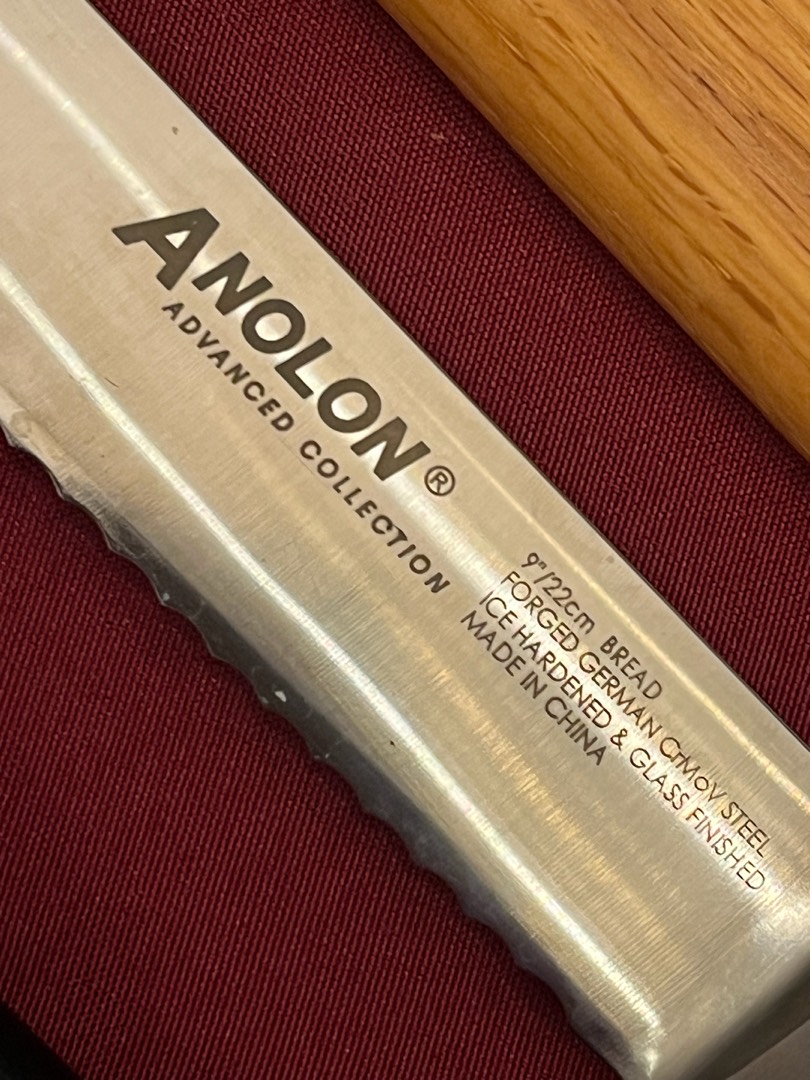 ANOLON®
ADVANCED COLLECTION
9"/22cm BREAD
FORGED GERMAN CrMoV STEEL
ICE HARDENED & GLASS FINISHED
MADE IN CHINA